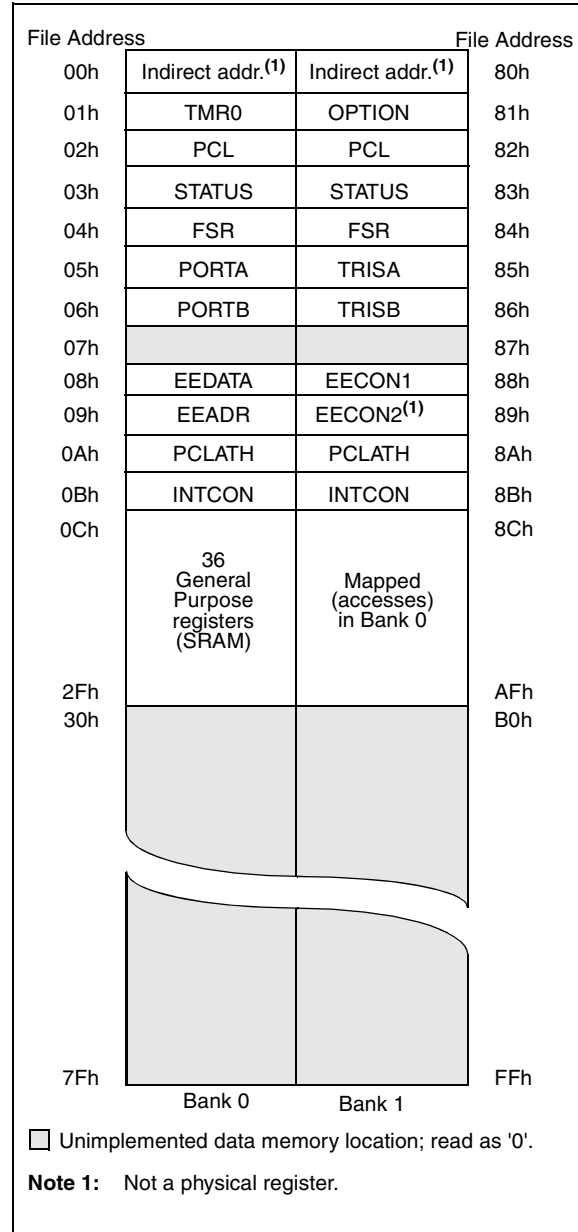 File Address File Address
00h Indirect addr.(1) Indirect addr.(1) 80h
01h TMR0 OPTION 81h
02h PCL PCL 82h
03h STATUS STATUS 83h
04h FSR FSR 84h
05h PORTA TRISA 85h
06h PORTB TRISB 86h
07h 87h
08h EEDATA EECON1 88h
09h EEADR EECON2(1) 89h
0Ah PCLATH PCLATH 8Ah
0Bh INTCON INTCON 8Bh
0Ch 8Ch
36
General
Purpose
registers
(SRAM)
Mapped
(accesses)
in Bank 0
2Fh AFh
30h B0h
7Fh FFh
Bank 0 Bank 1
Unimplemented data memory location; read as '0'.
Note 1: Not a physical register.